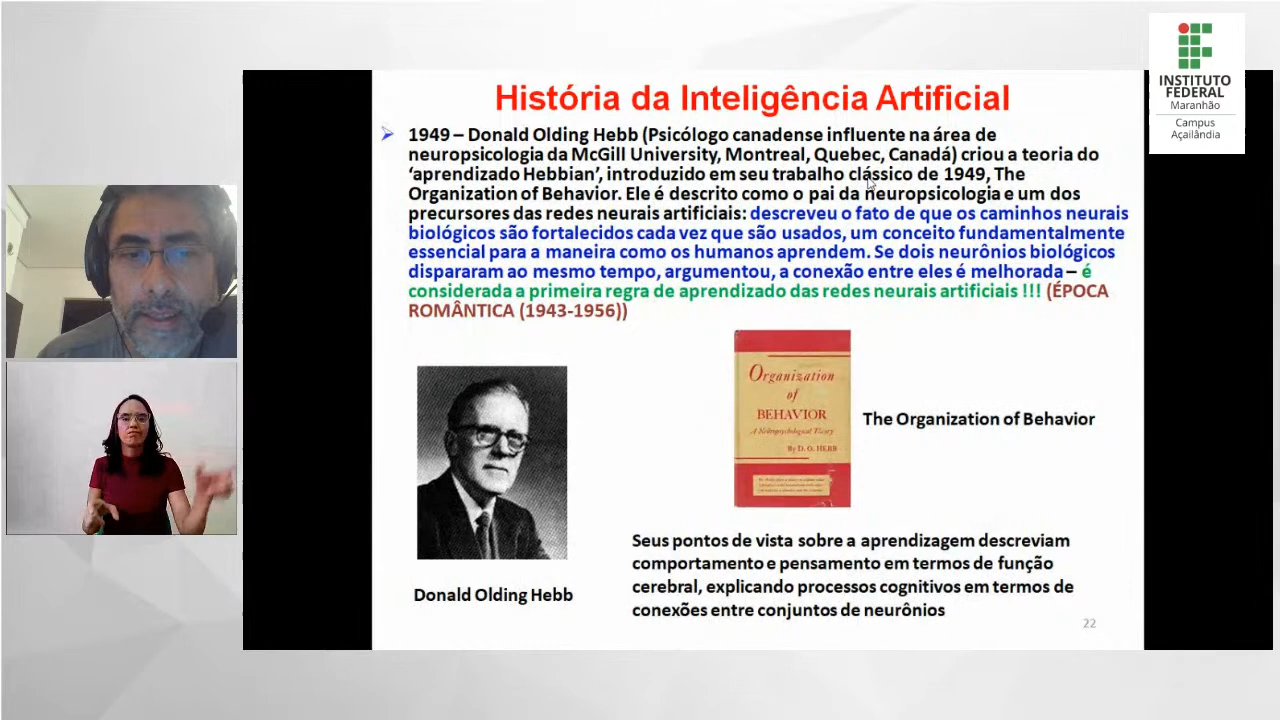 INSTITUTO
FEDERAL
Maranhão
Campus
Açailândia
História da Inteligência Artificial
1949 – Donald Olding Hebb (Psicólogo canadense influente na área de
neuropsicologia da McGill University, Montreal, Quebec, Canadá) criou a teoria do
‘aprendizado Hebbian’, introduzido em seu trabalho clássico de 1949, The
Organization of Behavior. Ele é descrito como o pai da neuropsicologia e um dos
precursores das redes neurais artificiais: descreveu o fato de que os caminhos neurais
biológicos são fortalecidos cada vez que são usados, um conceito fundamentalmente
essencial para a maneira como os humanos aprendem. Se dois neurônios biológicos
dispararam ao mesmo tempo, argumentou, a conexão entre eles é melhorada – é
considerada a primeira regra de aprendizado das redes neurais artificiais !!! (ÉPOCA
ROMÂNTICA (1943-1956))
Organization
of
BEHAVIOR
A Neuropsychological Theory
By D. O. HEBB
The Organization of Behavior
Donald Olding Hebb
Seus pontos de vista sobre a aprendizagem descreviam
comportamento e pensamento em termos de função
cerebral, explicando processos cognitivos em termos de
conexões entre conjuntos de neurônios
22